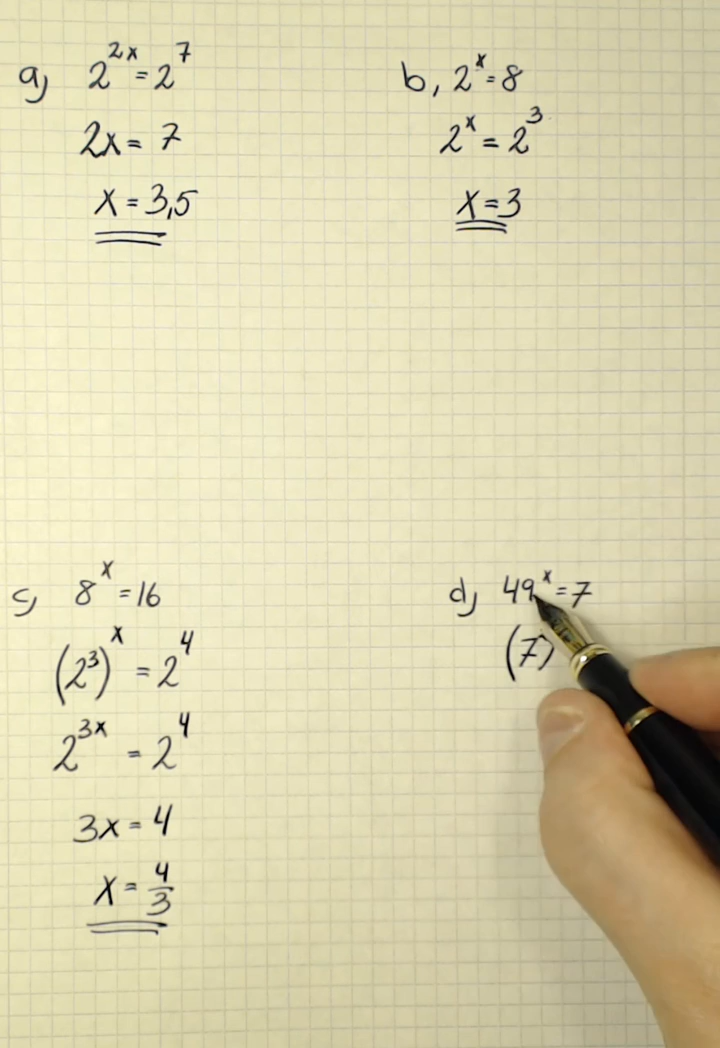 a) 2^{2x} = 2^7
2x = 7
x = 3,5
b, 2^x = 8
2^x = 2^3
x = 3
c) 8^x = 16
(2^3)^x = 2^4
2^{3x} = 2^4
3x = 4
x = \frac{4}{3}
d) 49^x = 7
(7)